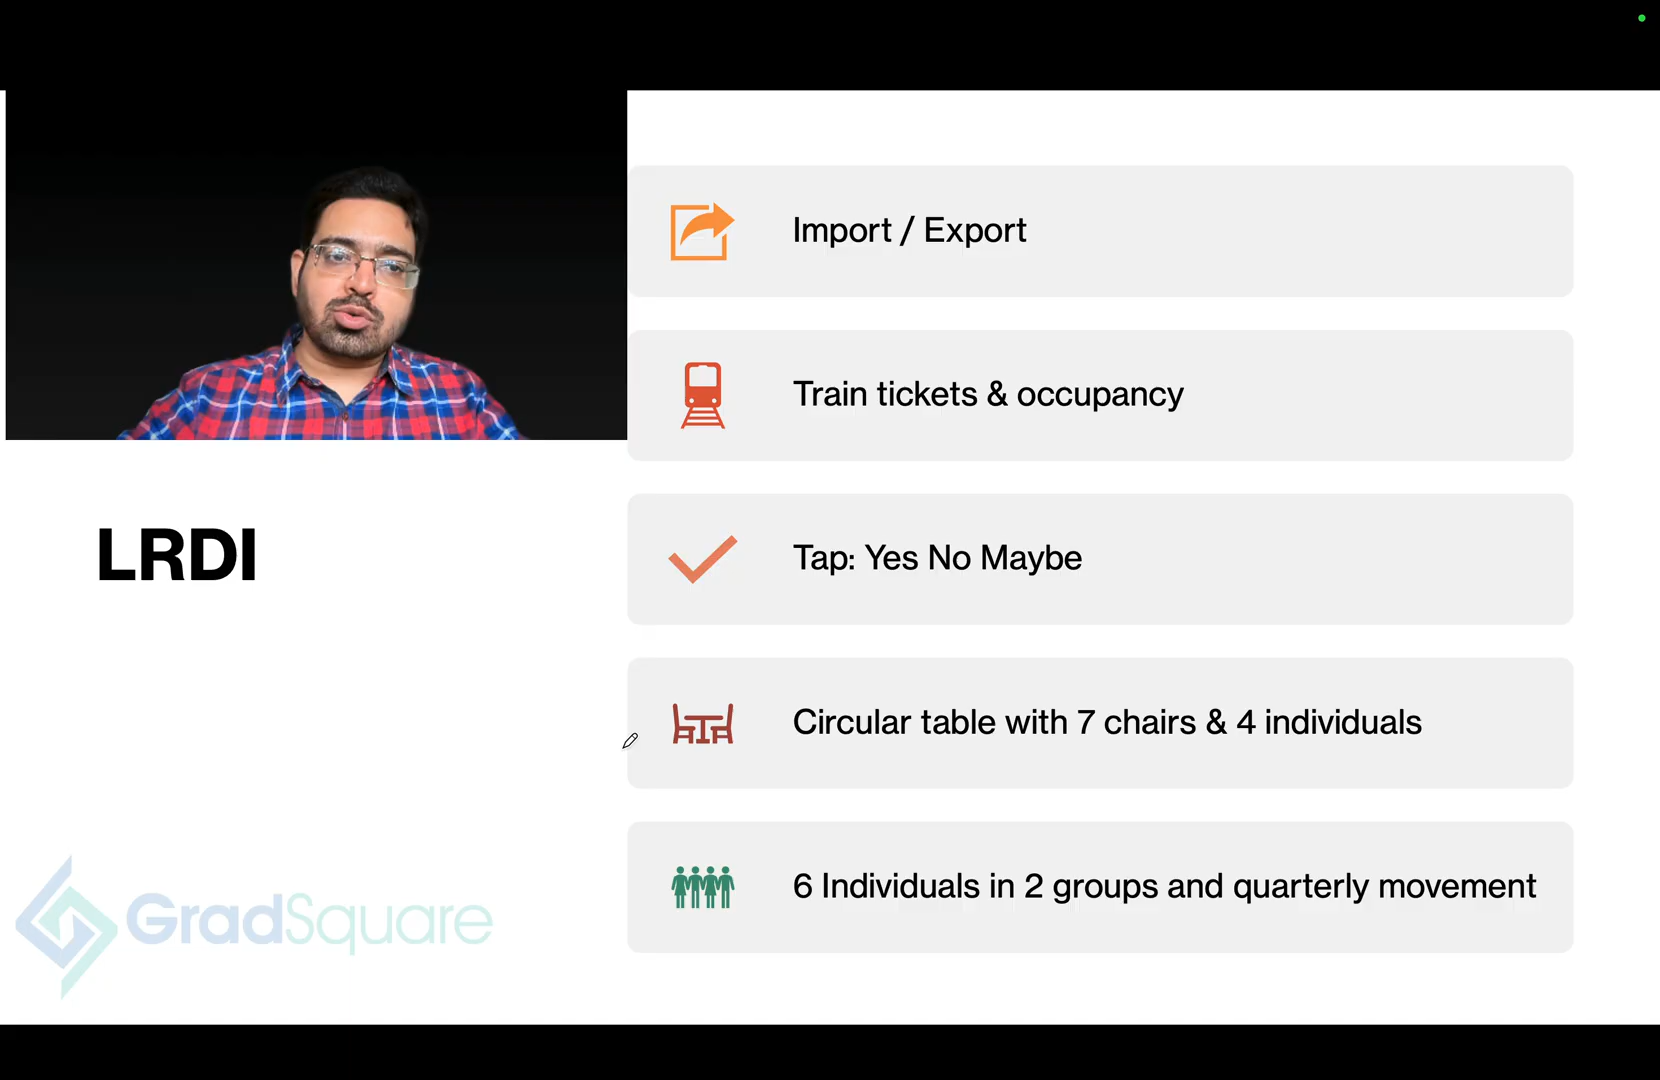 Import / Export
Train tickets & occupancy
LRDI
Tap: Yes No Maybe
Circular table with 7 chairs & 4 individuals
6 Individuals in 2 groups and quarterly movement
GradSquare